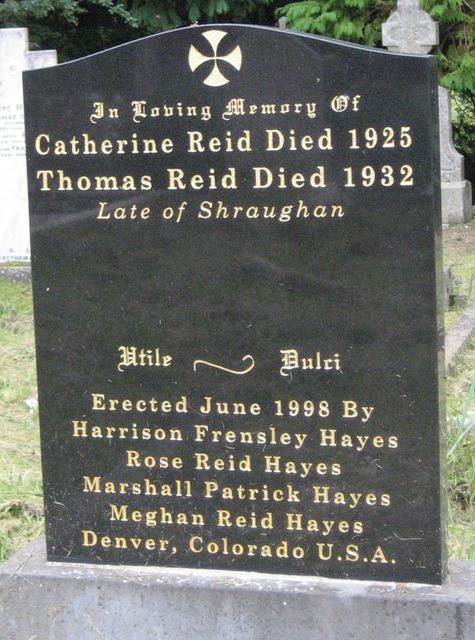 In Loving Memory Of
Catherine Reid Died 1925
Thomas Reid Died 1932
Late of Shraughan
Utile ~ Dulci
Erected June 1998 By
Harrison Frensley Hayes
Rose Reid Hayes
Marshall Patrick Hayes
Meghan Reid Hayes
Denver, Colorado U.S.A.